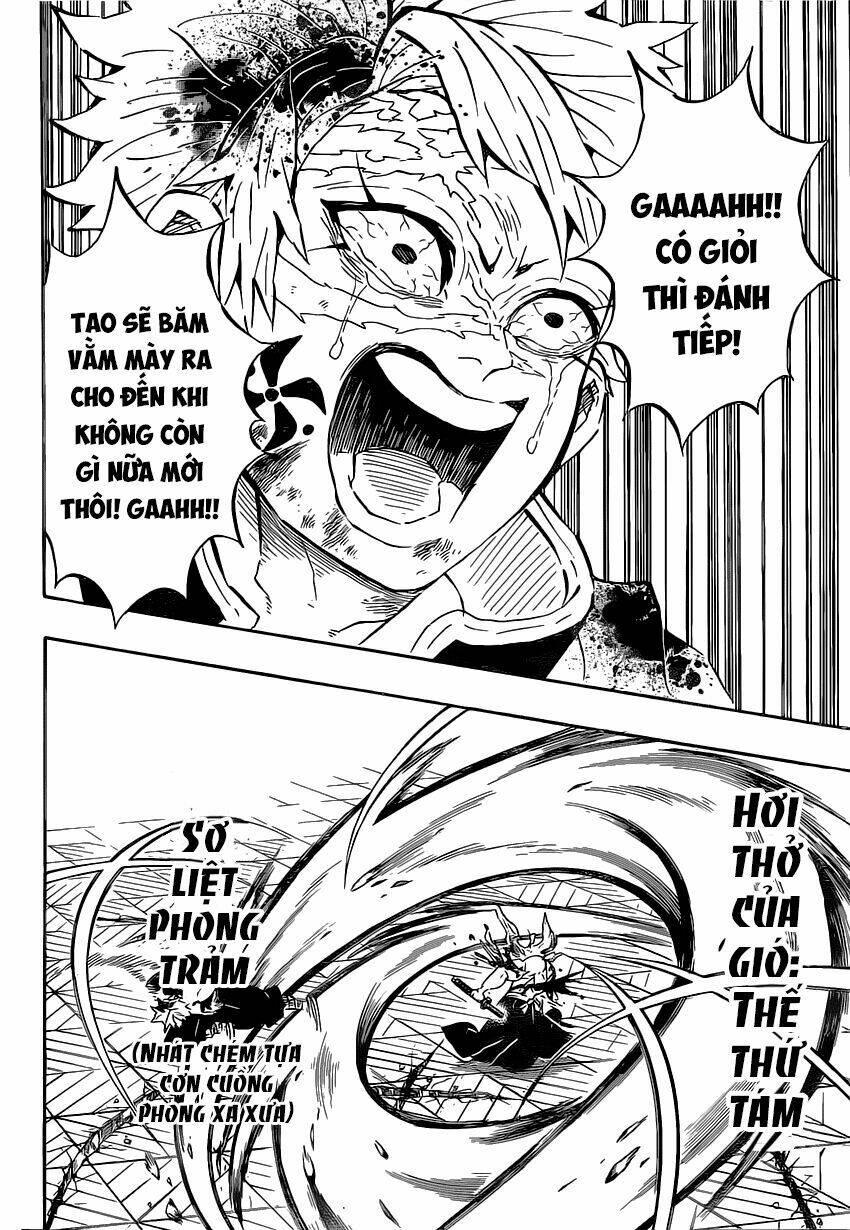 GAAAAHH!!
CÓ GIỎI
THÌ ĐÁNH
TIẾP!
TAO SẼ BĂM
VẰM MÀY RA
CHO ĐẾN KHI
KHÔNG CÒN
GÌ NỮA MỚI
THÔI! GAAHH!!
HƠI
THỞ
CỦA
GIÓ:
THẾ
THỨ
TÁM
SƠ
LIỆT
PHONG
TRẢM
(NHÁT CHÉM TỰA
CƠN CUỒNG
PHONG XA XƯA)